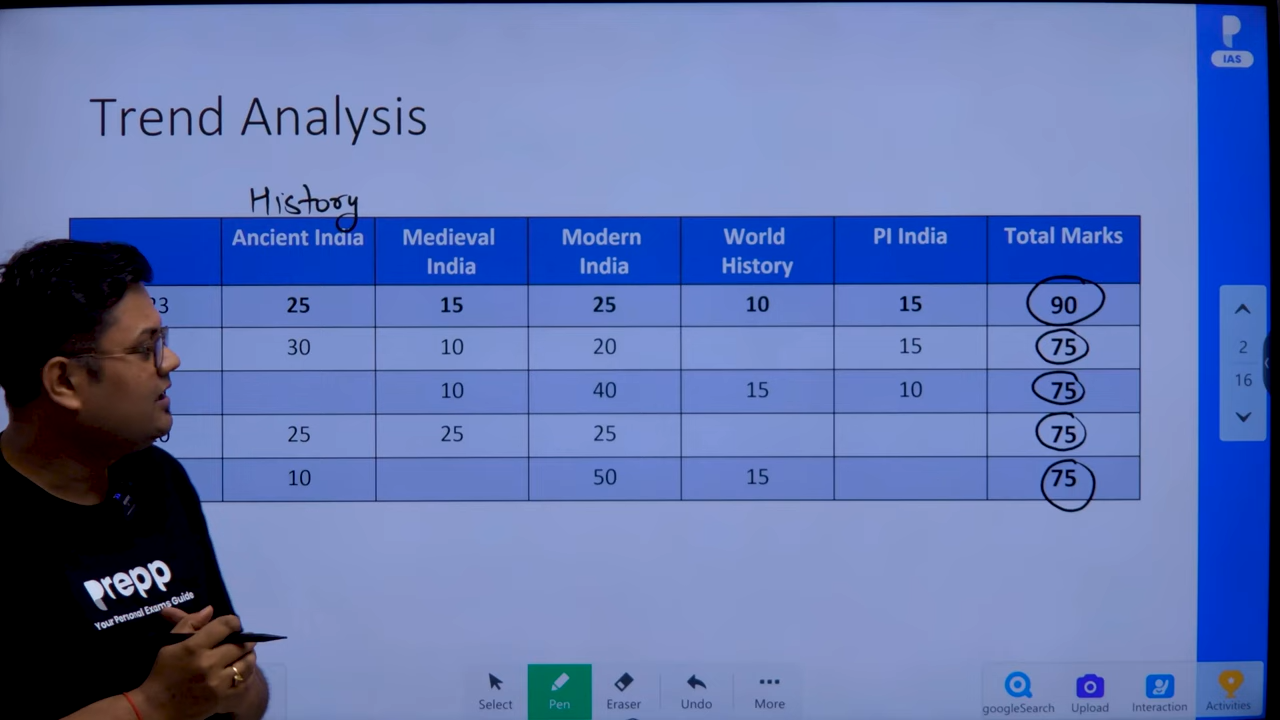 IAS
Trend Analysis
History
Ancient India Medieval India Modern India World History PI India Total Marks
25 15 25 10 15 90
30 10 20 15 75
10 40 15 10 75
25 25 25 75
10 50 15 75
2
16
Prepp
Your Personal Exams Guide
Select Pen Eraser Undo More
googleSearch Upload Interaction Activities